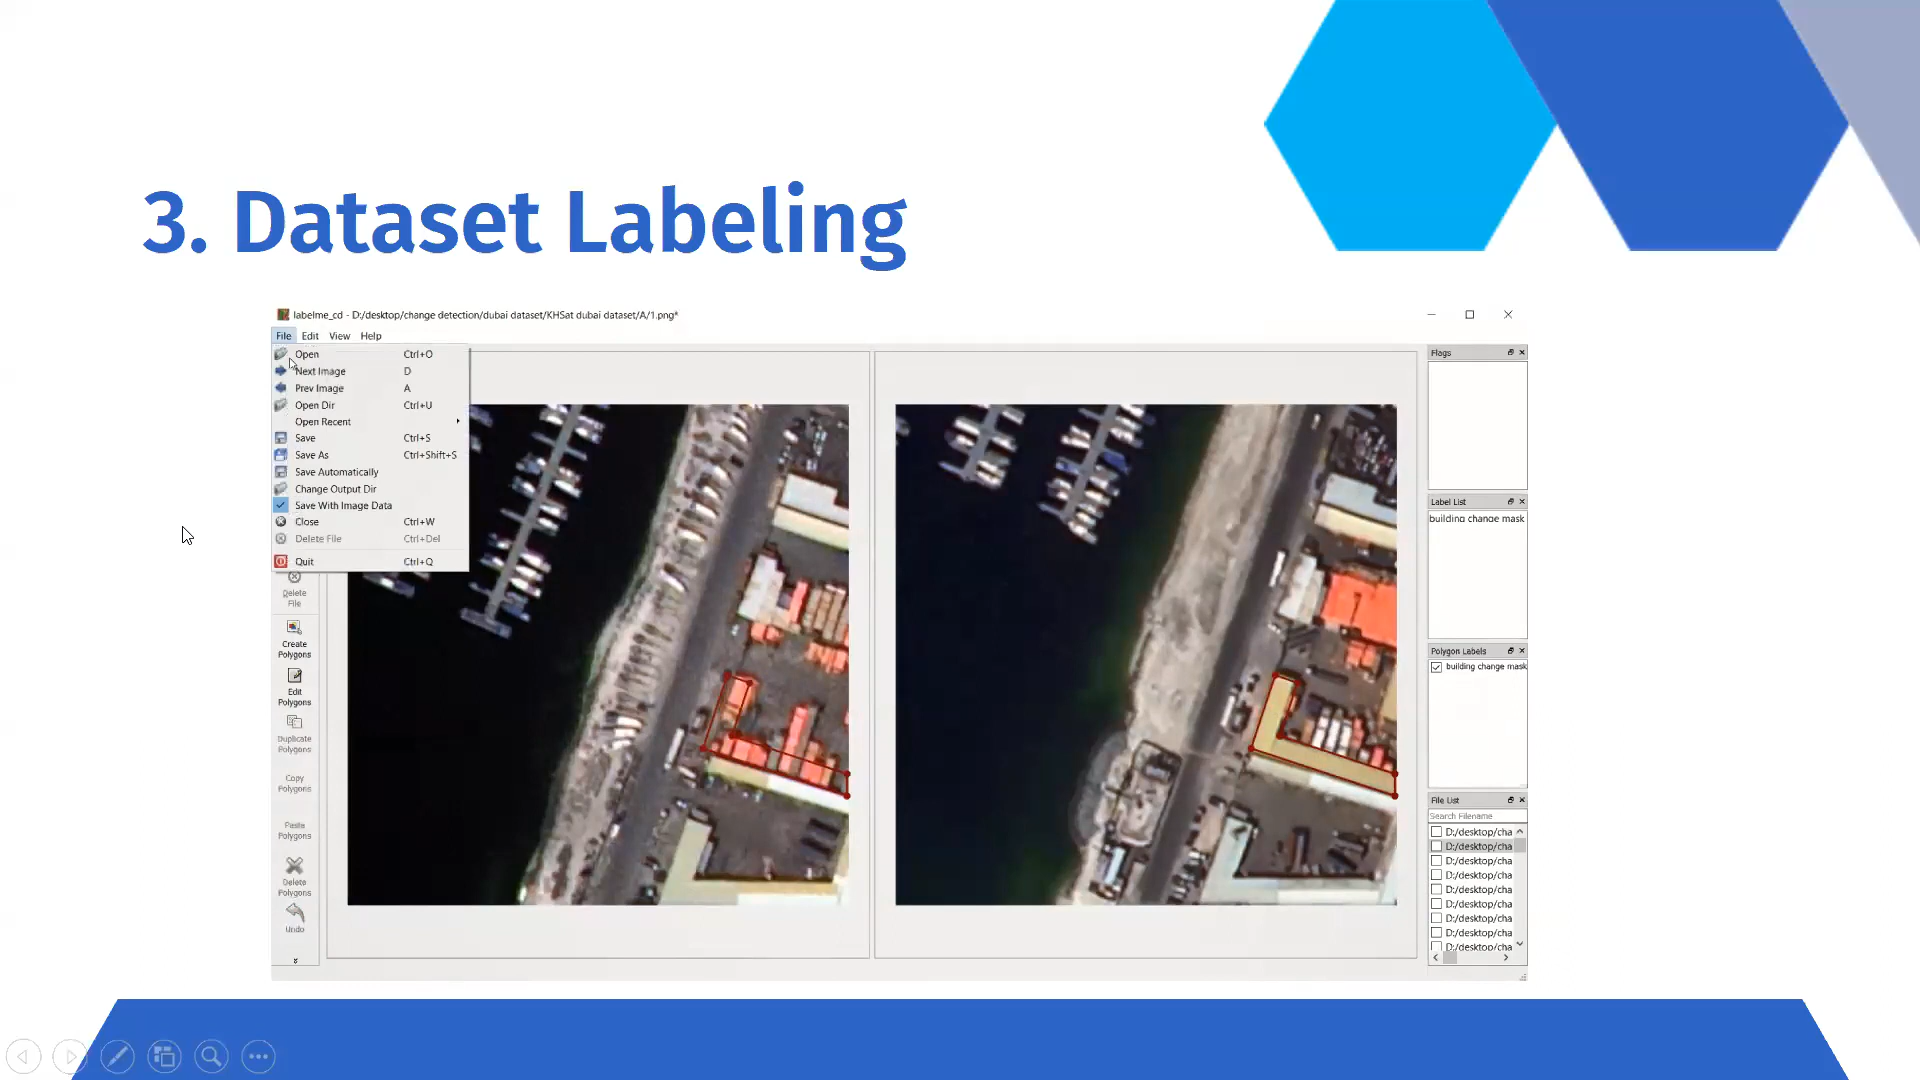 3. Dataset Labeling
labelme_cd - D:/desktop/change detection/dubai dataset/KHSat dubai dataset/A/1.png*
File Edit View Help
Open Ctrl+O
Next Image D
Prev Image A
Open Dir Ctrl+U
Open Recent
Save Ctrl+S
Save As Ctrl+Shift+S
Save Automatically
Change Output Dir
Save With Image Data
Close Ctrl+W
Delete File Ctrl+Del
Quit Ctrl+Q
Delete
File
Create
Polygons
Edit
Polygons
Duplicate
Polygons
Copy
Polygons
Paste
Polygons
Delete
Polygons
Undo
Flags
Label List
building change mask
Polygon Labels
building change mask
File List
Search Filename
D:/desktop/cha
D:/desktop/cha
D:/desktop/cha
D:/desktop/cha
D:/desktop/cha
D:/desktop/cha
D:/desktop/cha
D:/desktop/cha
D:/desktop/cha